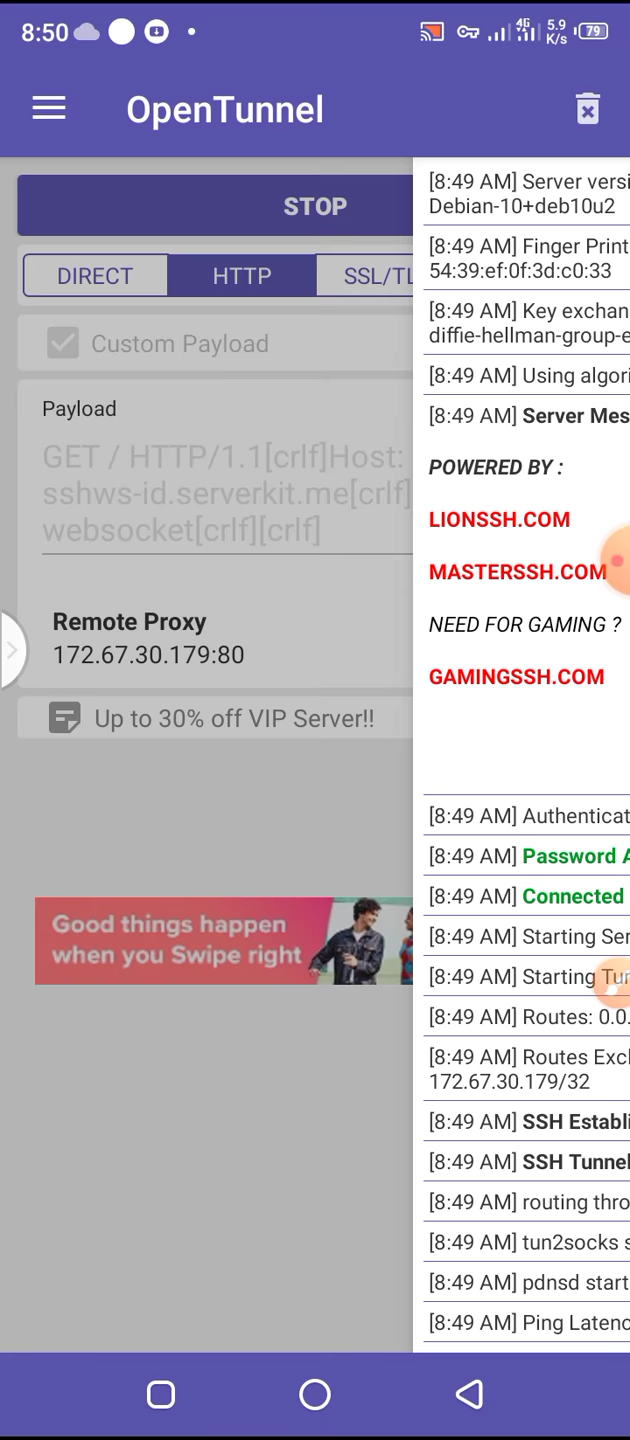 8:50
4G
5.9
K/s
79
OpenTunnel
STOP
DIRECT
HTTP
SSL/TL
Custom Payload
Payload
GET / HTTP/1.1[crlf]Host:
sshws-id.serverkit.me[crlf]
websocket[crlf][crlf]
Remote Proxy
172.67.30.179:80
Up to 30% off VIP Server!!
Good things happen
when you Swipe right
[8:49 AM] Server versi
Debian-10+deb10u2
[8:49 AM] Finger Print
54:39:ef:0f:3d:c0:33
[8:49 AM] Key exchan
diffie-hellman-group-e
[8:49 AM] Using algori
[8:49 AM] Server Mes
POWERED BY :
LIONSSH.COM
MASTERSSH.COM
NEED FOR GAMING ?
GAMINGSSH.COM
[8:49 AM] Authenticat
[8:49 AM] Password A
[8:49 AM] Connected
[8:49 AM] Starting Ser
[8:49 AM] Starting Tun
[8:49 AM] Routes: 0.0.
[8:49 AM] Routes Excl
172.67.30.179/32
[8:49 AM] SSH Establi
[8:49 AM] SSH Tunnel
[8:49 AM] routing thro
[8:49 AM] tun2socks s
[8:49 AM] pdnsd start
[8:49 AM] Ping Latenc